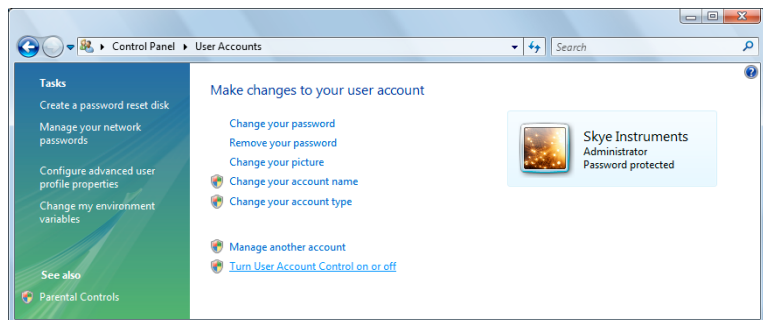 Control Panel
User Accounts
Search
Tasks
Create a password reset disk
Manage your network
passwords
Configure advanced user
profile properties
Change my environment
variables
See also
Parental Controls
Make changes to your user account
Change your password
Remove your password
Change your picture
Change your account name
Change your account type
Manage another account
Turn User Account Control on or off
Skye Instruments
Administrator
Password protected